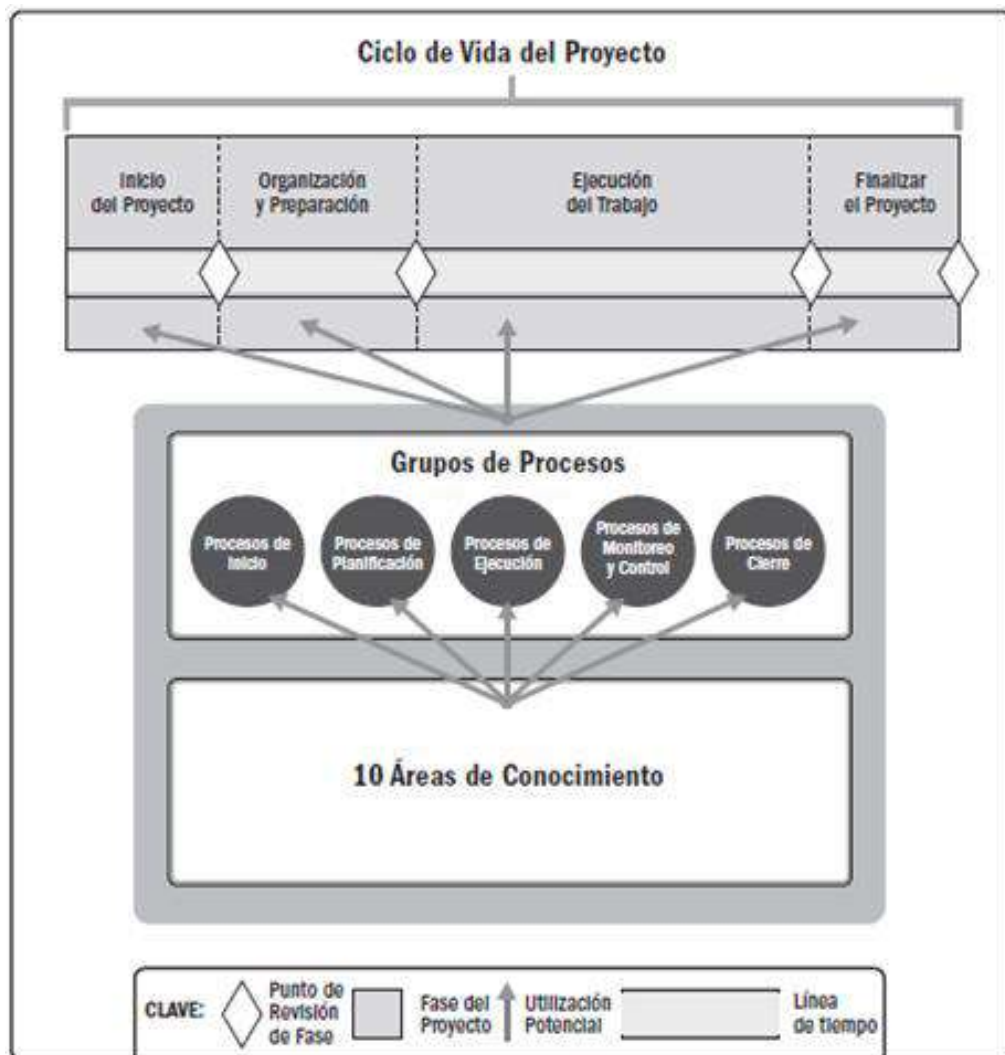 Ciclo de Vida del Proyecto
Inicio
del Proyecto
Organización
y Preparación
Ejecución
del Trabajo
Finalizar
el Proyecto
Grupos de Procesos
Procesos de
Inicio
Procesos de
Planificación
Procesos de
Ejecución
Procesos de
Monitoreo
y Control
Procesos de
Cierre
10 Áreas de Conocimiento
CLAVE:
Punto de
Revisión
de Fase
Fase del
Proyecto
Utilización
Potencial
Línea
de tiempo